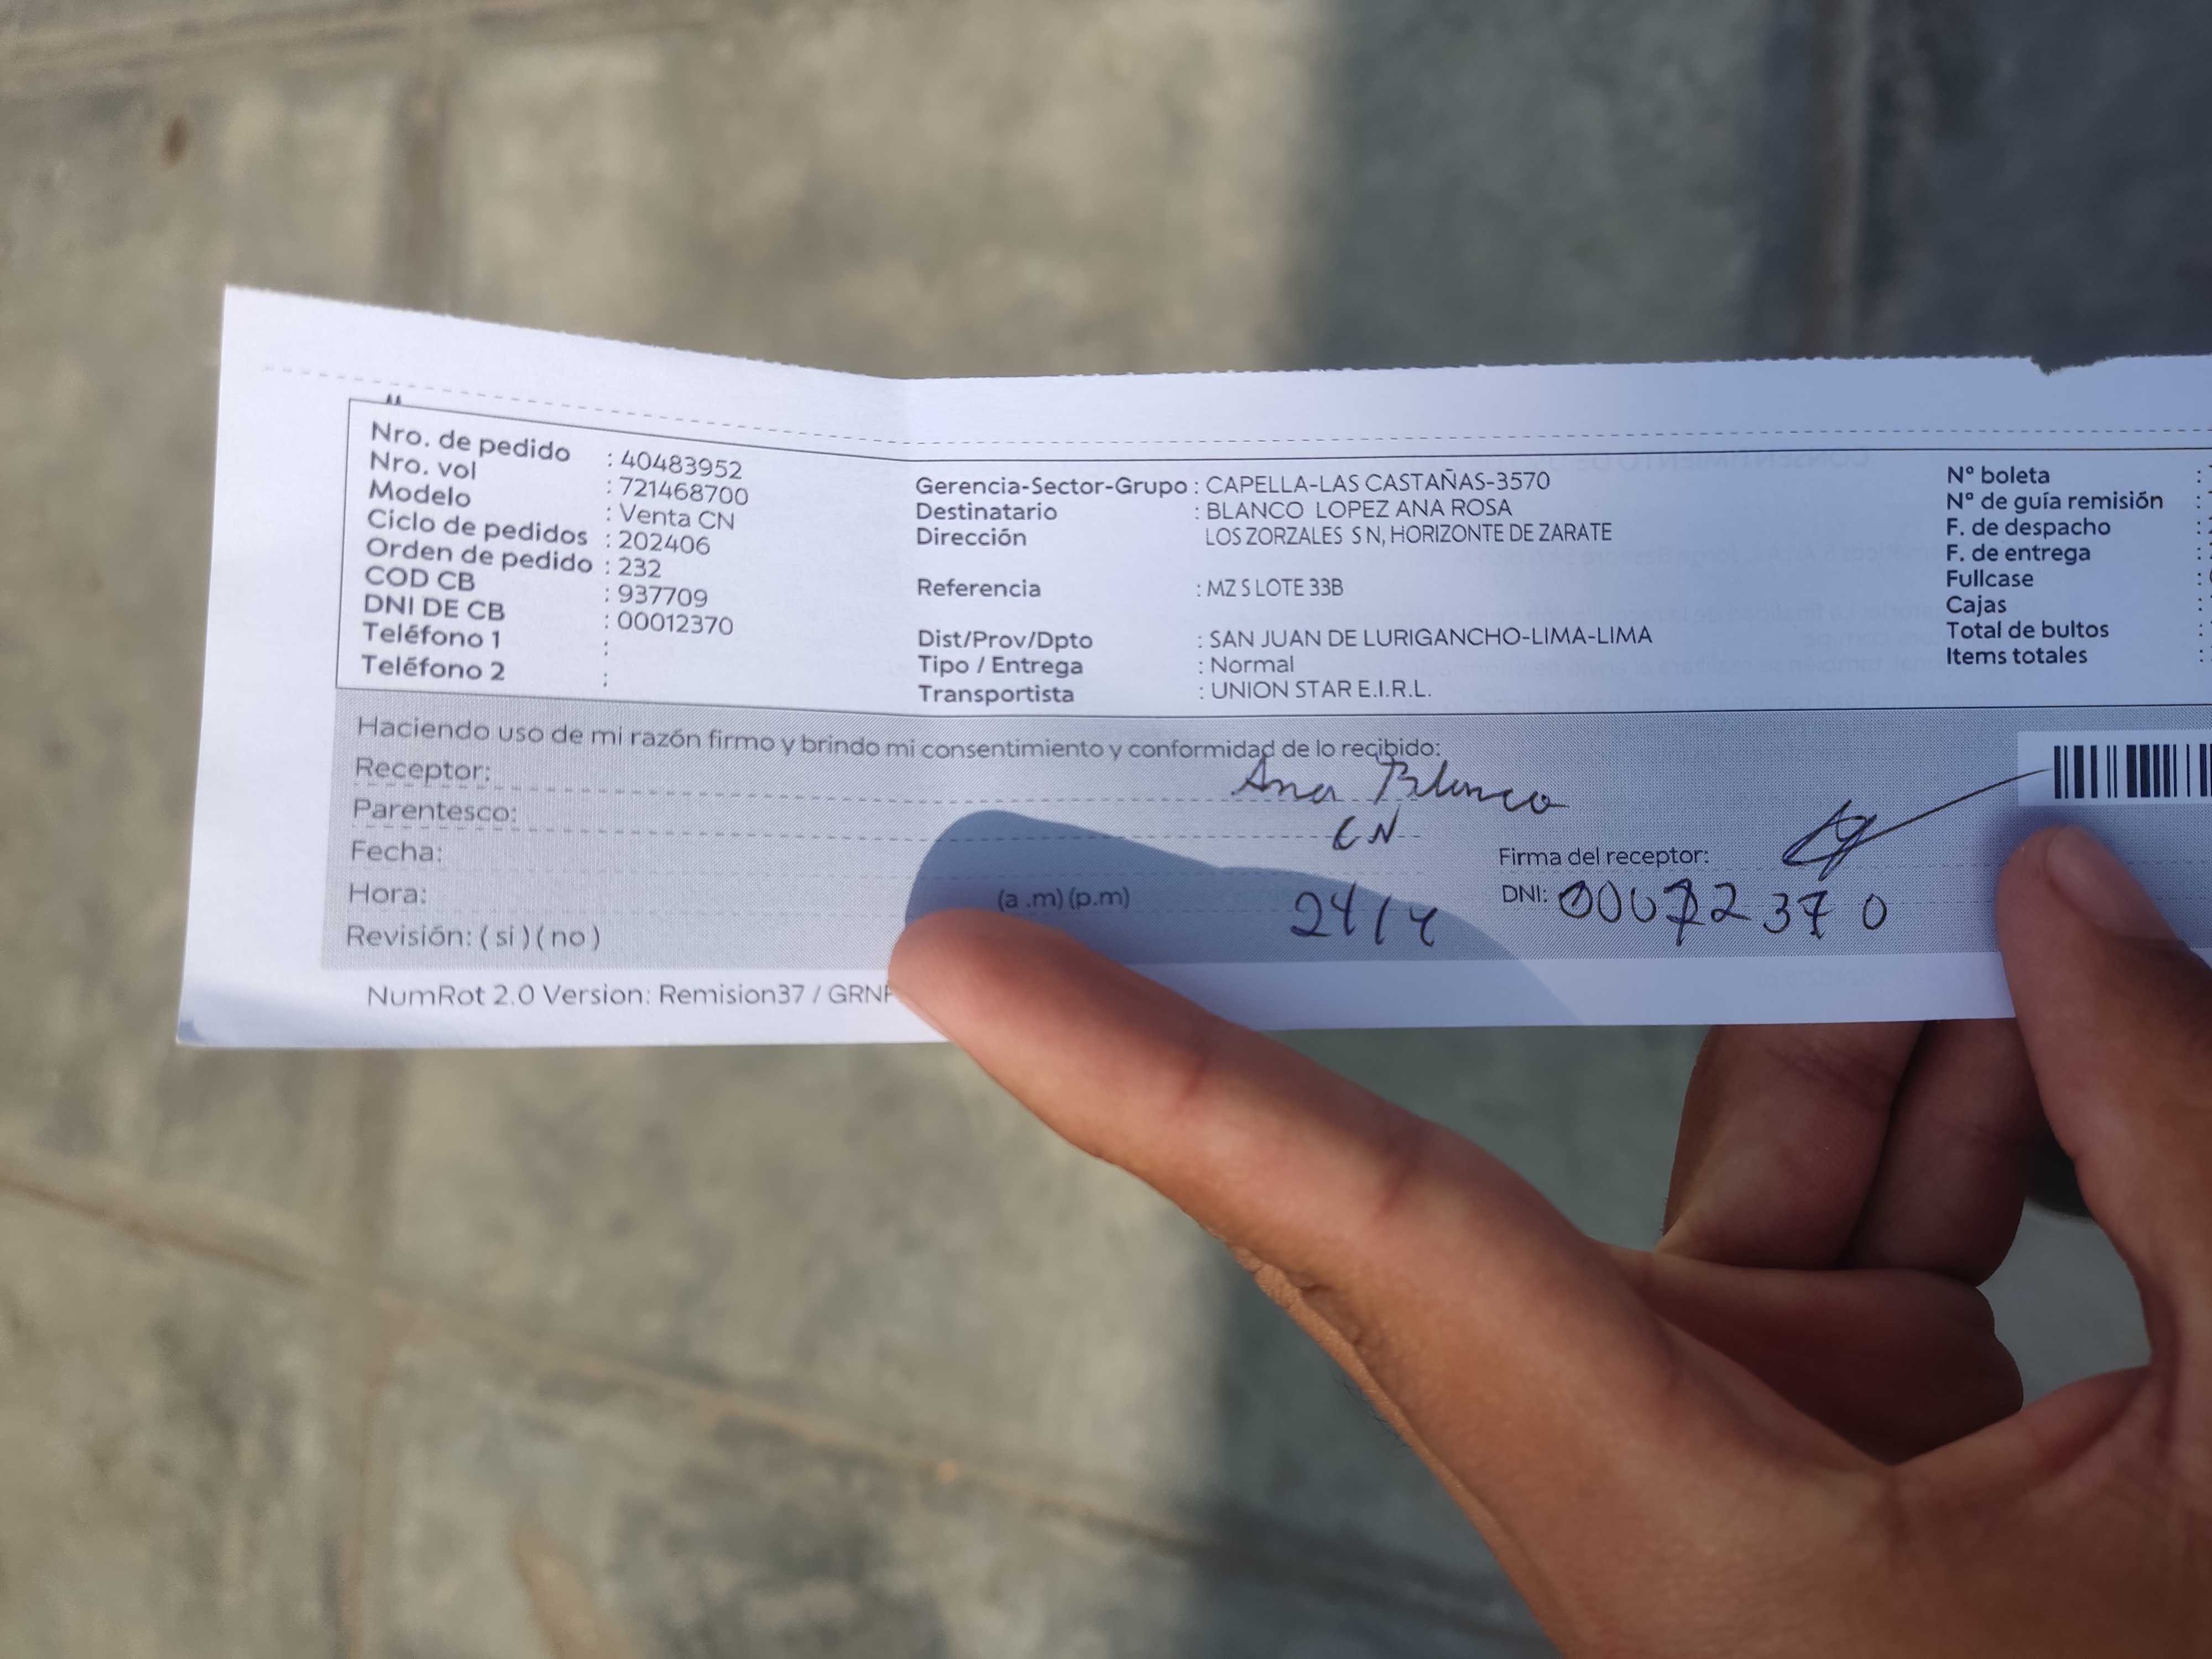 Nro. de pedido : 40483952
Nro. vol : 721468700
Modelo : Venta CN
Ciclo de pedidos : 202406
Orden de pedido : 232
COD CB : 937709
DNI DE CB : 00012370
Teléfono 1 :
Teléfono 2 :
Gerencia-Sector-Grupo : CAPELLA-LAS CASTAÑAS-3570
Destinatario : BLANCO LOPEZ ANA ROSA
Dirección LOS ZORZALES S N, HORIZONTE DE ZARATE
Referencia : MZ S LOTE 33B
Dist/Prov/Dpto : SAN JUAN DE LURIGANCHO-LIMA-LIMA
Tipo / Entrega : Normal
Transportista : UNION STAR E.I.R.L.
N° boleta :
N° de guía remisión :
F. de despacho :
F. de entrega :
Fullcase :
Cajas :
Total de bultos :
Items totales :
Haciendo uso de mi razón firmo y brindo mi consentimiento y conformidad de lo recibido:
Receptor: Ana Blanco
Parentesco: CN
Fecha:
Firma del receptor:
Hora: (a .m) (p.m) 24/4
DNI:
Revisión: ( si ) ( no )
NumRot 2.0 Version: Remision37 / GRN